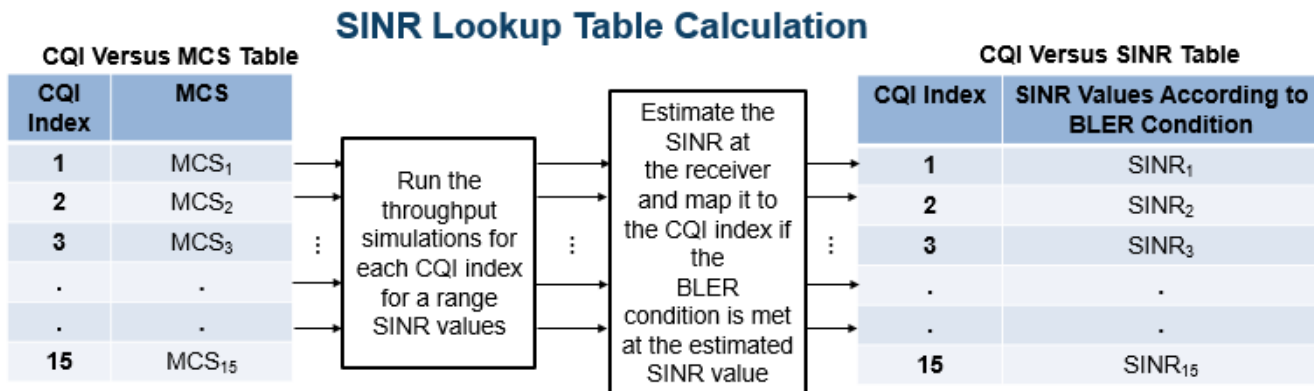 SINR Lookup Table Calculation
CQI Versus MCS Table
CQI Index
MCS
1 MCS₁
2 MCS₂
3 MCS₃
. .
. .
15 MCS₁₅
Run the
throughput
simulations for
each CQI index
for a range
SINR values
⋮
⋮
Estimate the
SINR at
the receiver
and map it to
the CQI index if
the
BLER
condition is met
at the estimated
SINR value
⋮
CQI Versus SINR Table
CQI Index
SINR Values According to
BLER Condition
1 SINR₁
2 SINR₂
3 SINR₃
. .
. .
15 SINR₁₅